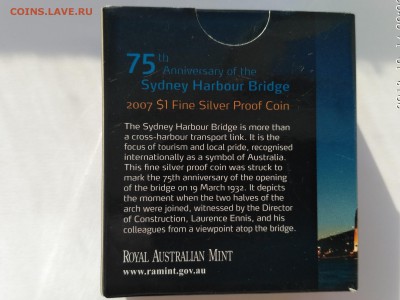 COINS.LAVE.RU
75th
Anniversary of the
Sydney Harbour Bridge
2007 $1 Fine Silver Proof Coin
The Sydney Harbour Bridge is more than
a cross-harbour transport link. It is the
focus of tourism and local pride, recognised
internationally as a symbol of Australia.
This fine silver proof coin was struck to
mark the 75th anniversary of the opening
of the bridge on 19 March 1932. It depicts
the moment when the two halves of the
arch were joined, witnessed by the Director
of Construction, Laurence Ennis, and his
colleagues from a viewpoint atop the bridge.
ROYAL AUSTRALIAN MINT
www.ramint.gov.au